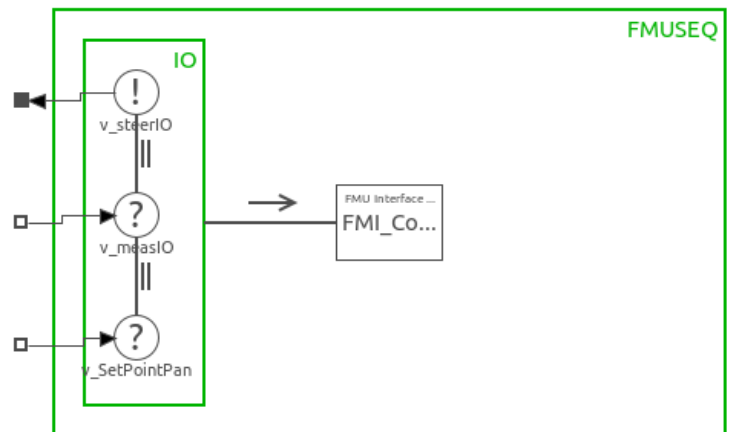 FMUSEQ
IO
!
v_steerIO
||
?
v_measIO
||
?
v_SetPointPan
FMU Interface ...
FMI_Co...